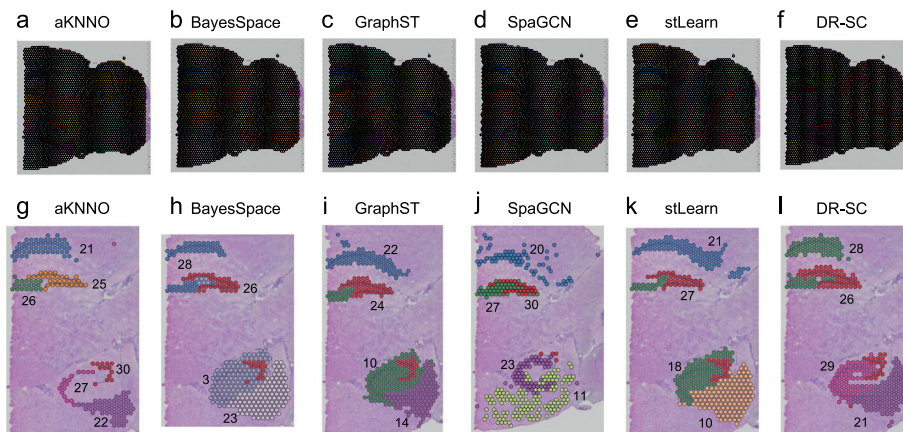 a aKNNO b BayesSpace c GraphST d SpaGCN e stLearn f DR-SC
g aKNNO h BayesSpace i GraphST j SpaGCN k stLearn l DR-SC
21 28 22 20 21 28
26 25 26 24 27 30 27 26
30 27 22
3 23
10 14
23 11
18 10
29 21